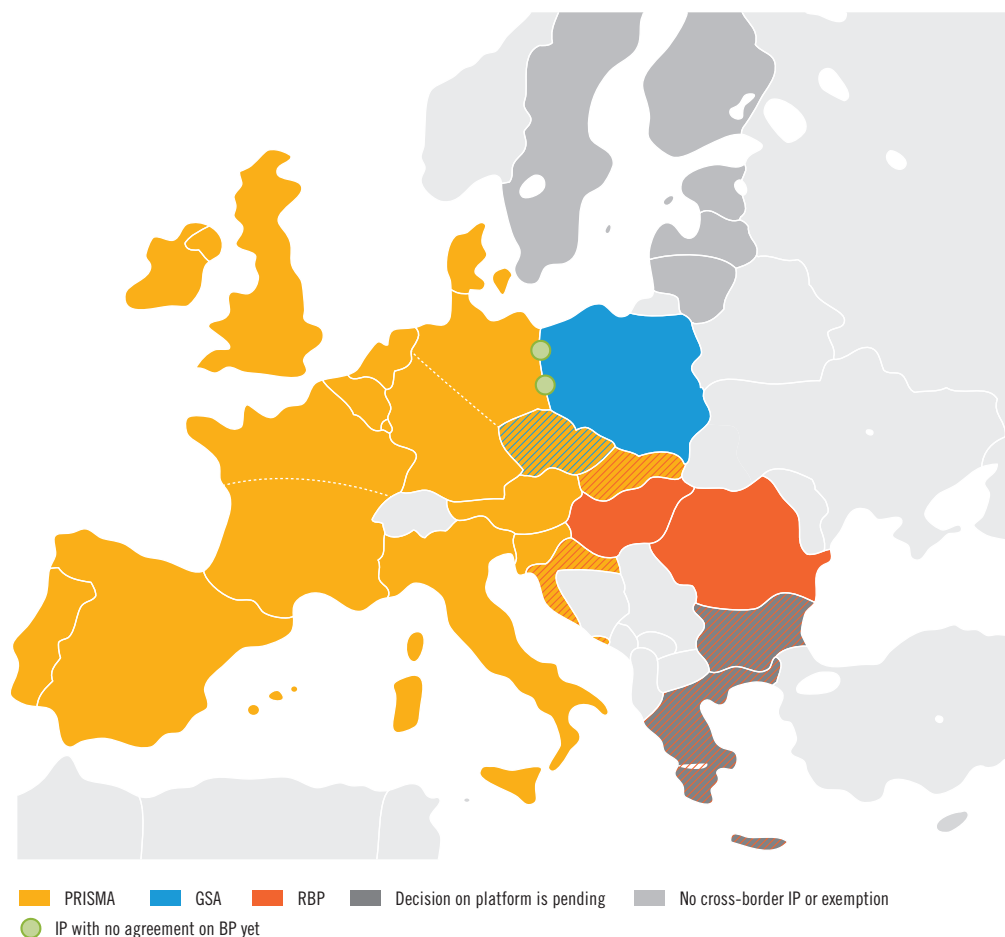 PRISMA GSA RBP Decision on platform is pending No cross-border IP or exemption
IP with no agreement on BP yet